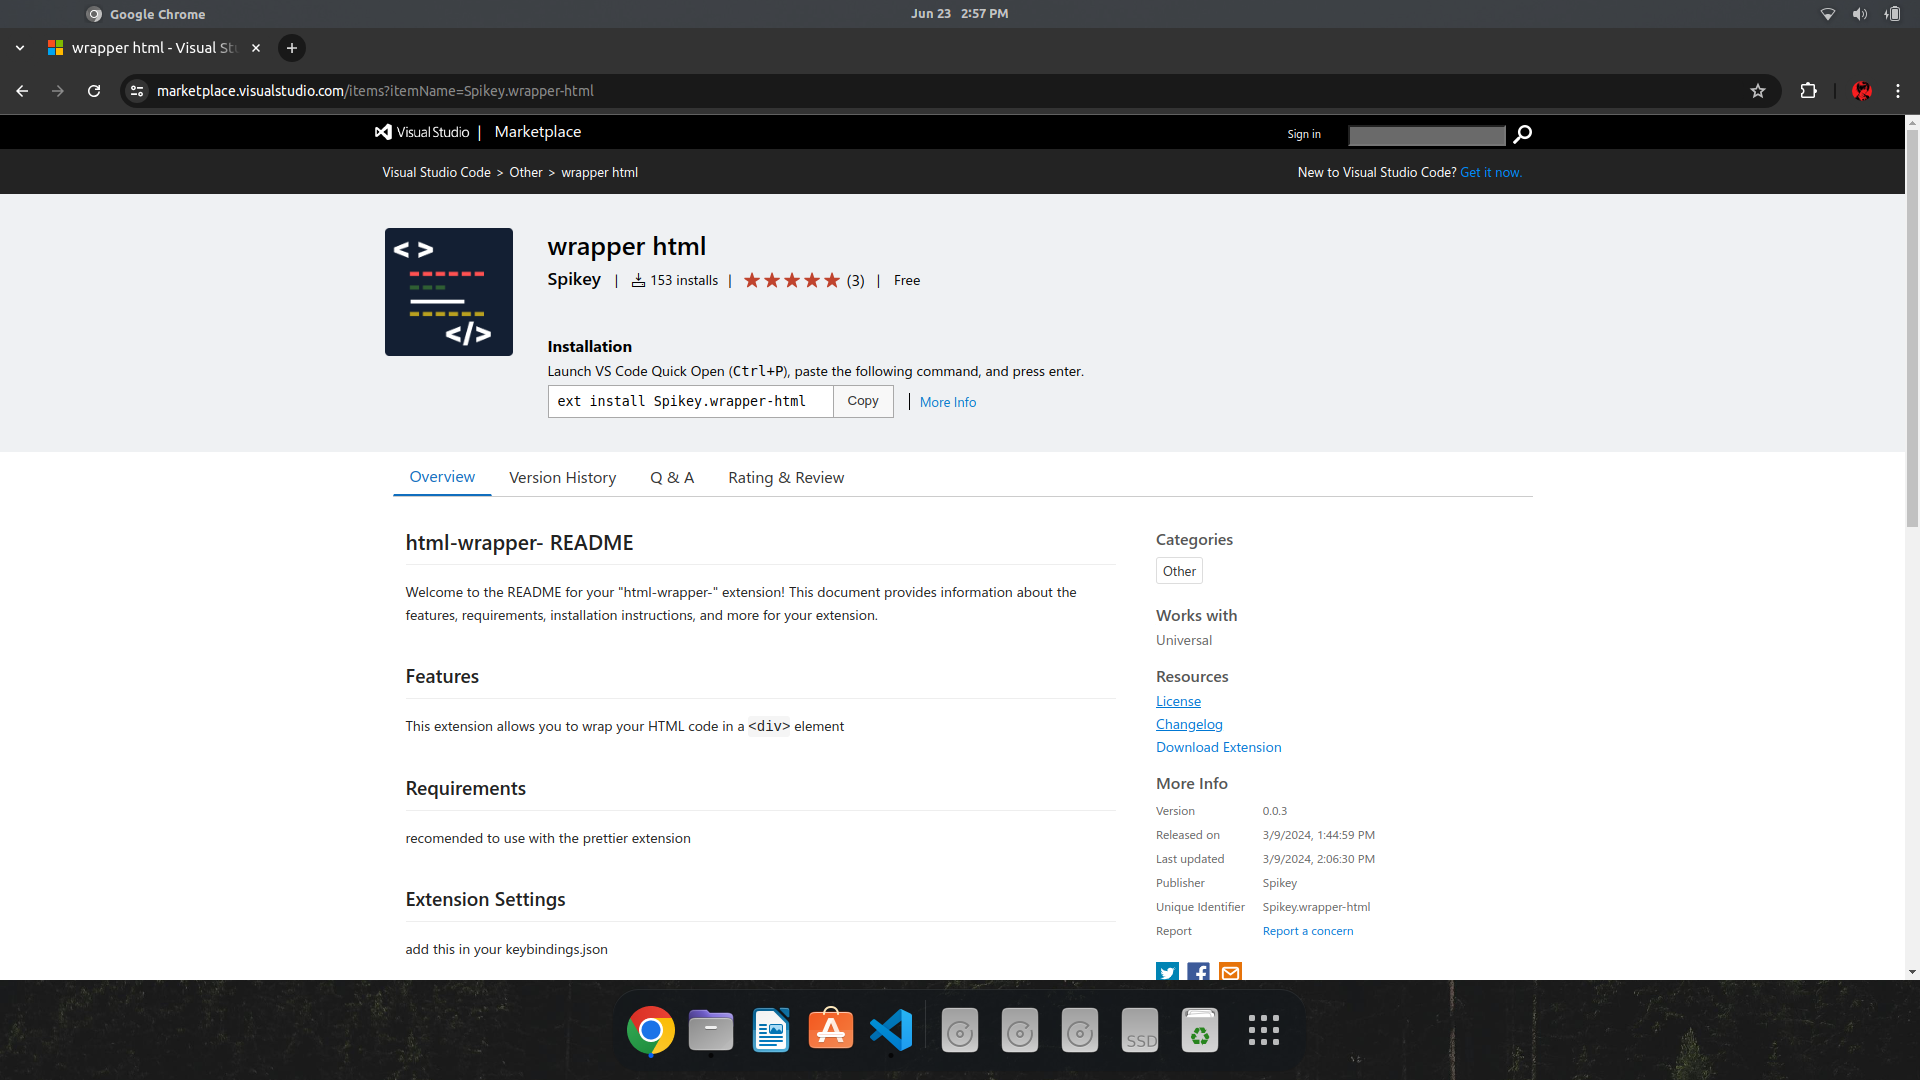 Google Chrome
Jun 23 2:57 PM
wrapper html - Visual Stu
marketplace.visualstudio.com/items?itemName=Spikey.wrapper-html
Visual Studio | Marketplace
Sign in
Visual Studio Code > Other > wrapper html
New to Visual Studio Code? Get it now.
< >
</>
wrapper html
Spikey | 153 installs | (3) | Free
Installation
Launch VS Code Quick Open (Ctrl+P), paste the following command, and press enter.
ext install Spikey.wrapper-html
Copy
| More Info
Overview
Version History
Q & A
Rating & Review
html-wrapper- README
Welcome to the README for your "html-wrapper-" extension! This document provides information about the
features, requirements, installation instructions, and more for your extension.
Features
This extension allows you to wrap your HTML code in a <div> element
Requirements
recomended to use with the prettier extension
Extension Settings
add this in your keybindings.json
Categories
Other
Works with
Universal
Resources
License
Changelog
Download Extension
More Info
Version 0.0.3
Released on 3/9/2024, 1:44:59 PM
Last updated 3/9/2024, 2:06:30 PM
Publisher Spikey
Unique Identifier Spikey.wrapper-html
Report Report a concern
SSD